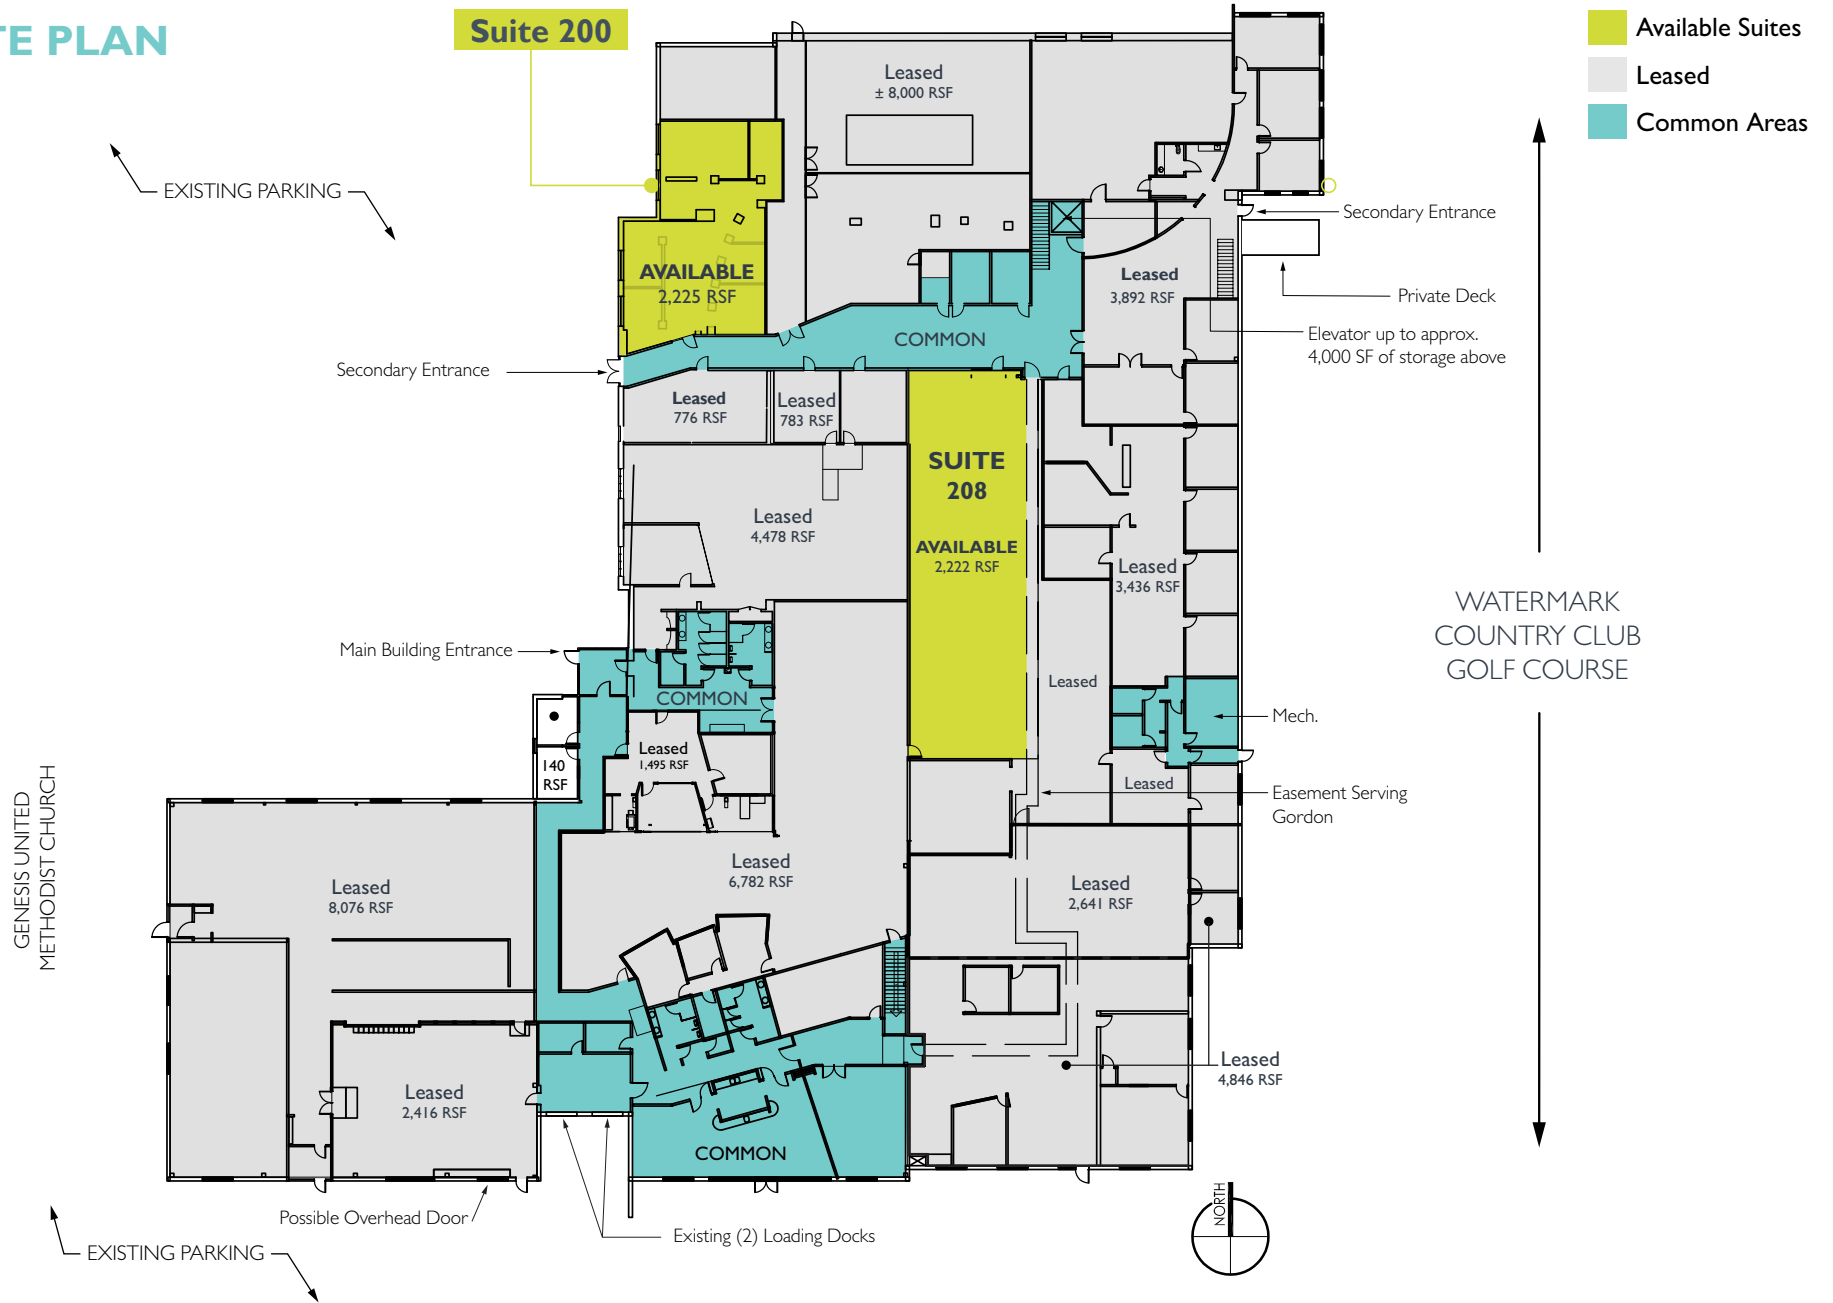 TE PLAN
Suite 200
Available Suites
Leased
Common Areas
Leased
± 8,000 RSF
EXISTING PARKING
Secondary Entrance
AVAILABLE
2,225 RSF
Leased
3,892 RSF
Private Deck
COMMON
Elevator up to approx.
4,000 SF of storage above
Secondary Entrance
Leased
776 RSF
Leased
783 RSF
SUITE
208
AVAILABLE
2,222 RSF
Leased
4,478 RSF
Leased
3,436 RSF
WATERMARK
COUNTRY CLUB
GOLF COURSE
Main Building Entrance
COMMON
Leased
Mech.
Leased
1,495 RSF
140
RSF
Leased
Easement Serving
Gordon
GENESIS UNITED
METHODIST CHURCH
Leased
8,076 RSF
Leased
6,782 RSF
Leased
2,641 RSF
Leased
4,846 RSF
Leased
2,416 RSF
COMMON
NORTH
Possible Overhead Door
Existing (2) Loading Docks
EXISTING PARKING